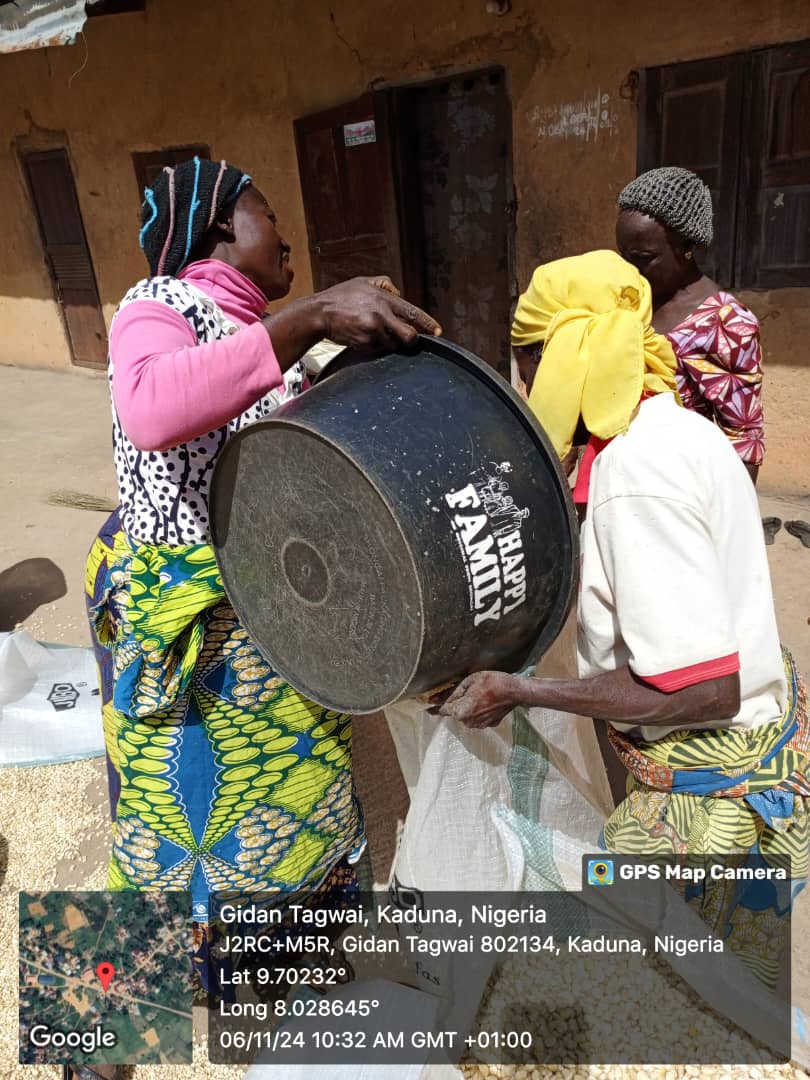 HAPPY
FAMILY
GPS Map Camera
Gidan Tagwai, Kaduna, Nigeria
J2RC+M5R, Gidan Tagwai 802134, Kaduna, Nigeria
Lat 9.70232°
Long 8.028645°
06/11/24 10:32 AM GMT +01:00
Google